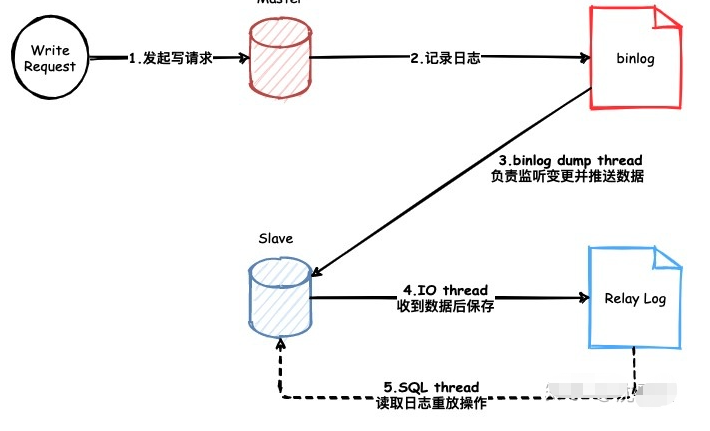 Master
Write
Request
1.发起写请求
2.记录日志
binlog
3.binlog dump thread
负责监听变更并推送数据
Slave
4.IO thread
收到数据后保存
Relay Log
5.SQL thread
读取日志重放操作